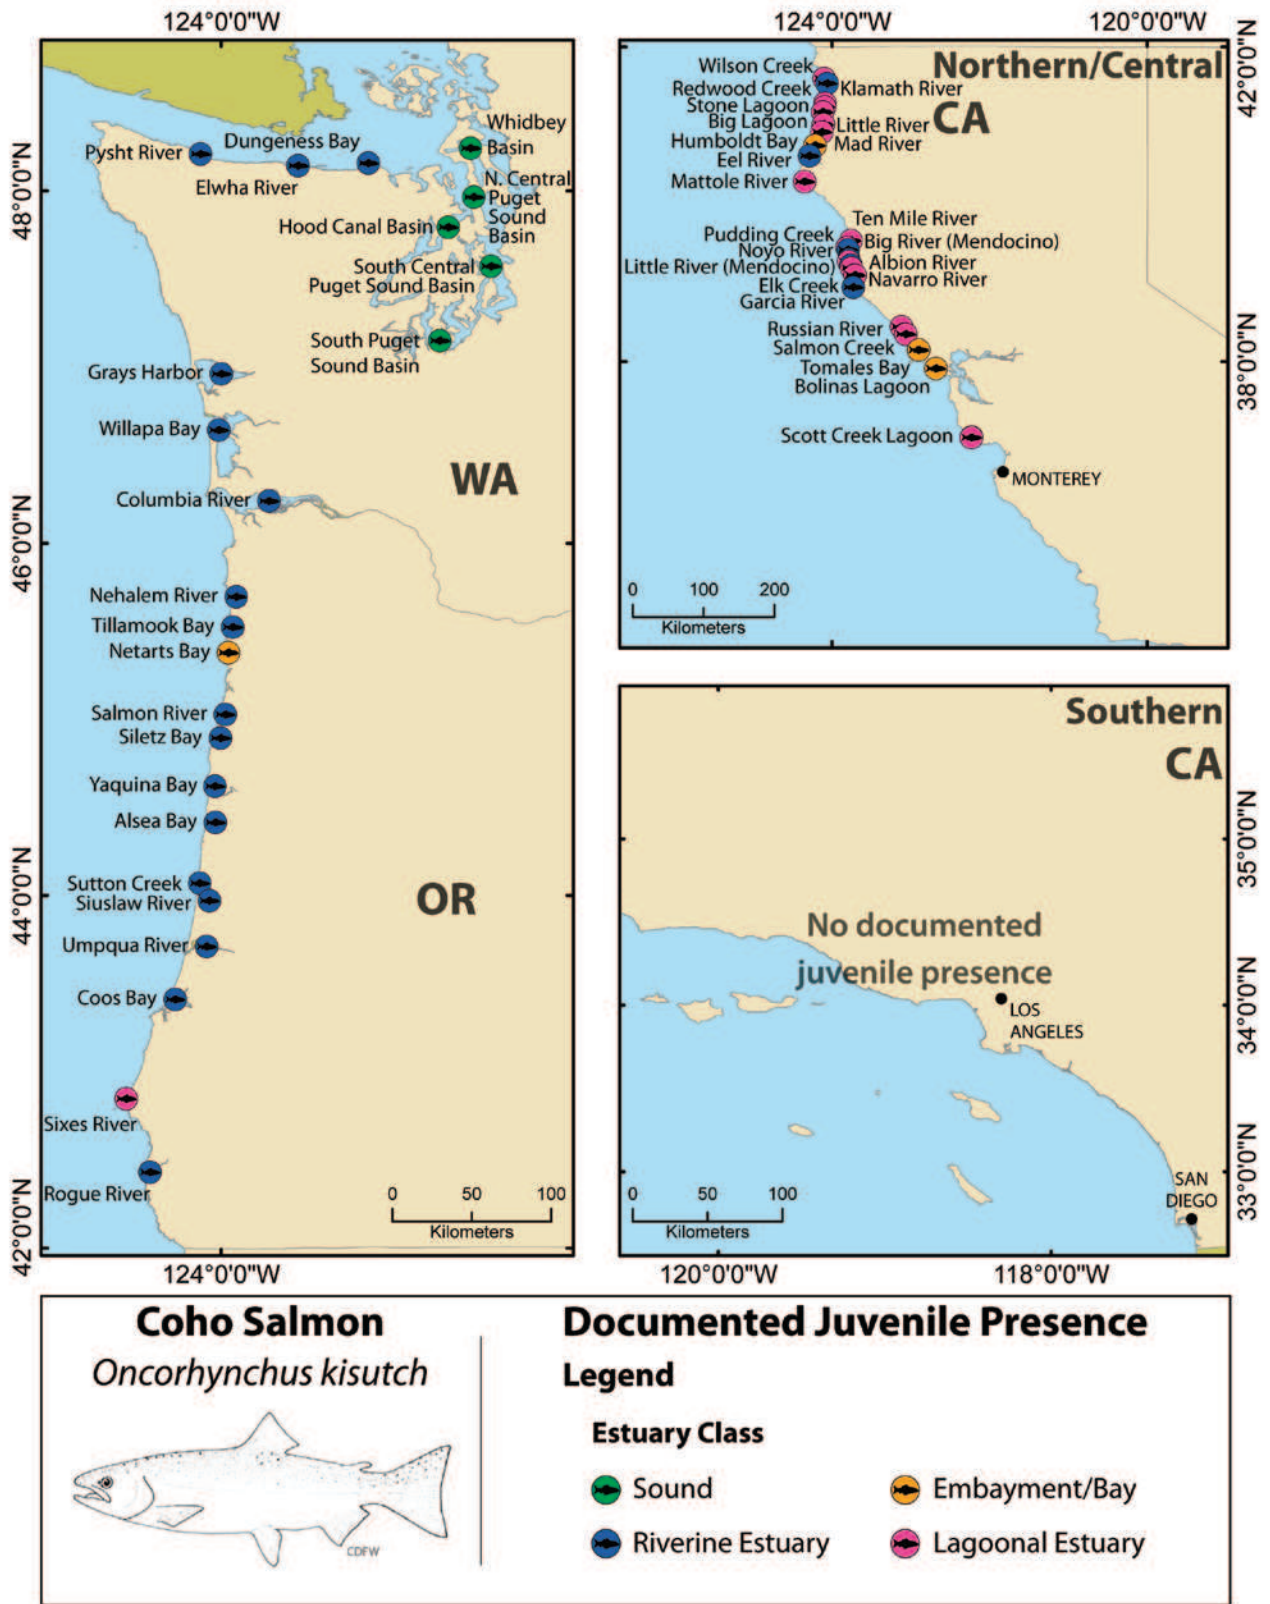 124°0'0"W
48°0'0"N
46°0'0"N
44°0'0"N
42°0'0"N
Whidbey
Basin
Dungeness Bay
Pysht River
Elwha River
N. Central
Puget
Sound
Basin
Hood Canal Basin
South Central
Puget Sound Basin
South Puget
Sound Basin
Grays Harbor
Willapa Bay
WA
Columbia River
Nehalem River
Tillamook Bay
Netarts Bay
Salmon River
Siletz Bay
Yaquina Bay
Alsea Bay
Sutton Creek
Siuslaw River
OR
Umpqua River
Coos Bay
Sixes River
Rogue River
0 50 100
Kilometers
124°0'0"W
124°0'0"W 120°0'0"W
42°0'0"N
38°0'0"N
Northern/Central
CA
Wilson Creek
Redwood Creek
Klamath River
Stone Lagoon
Big Lagoon
Little River
Humboldt Bay
Mad River
Eel River
Mattole River
Ten Mile River
Pudding Creek
Big River (Mendocino)
Noyo River
Albion River
Little River (Mendocino)
Navarro River
Elk Creek
Garcia River
Russian River
Salmon Creek
Tomales Bay
Bolinas Lagoon
Scott Creek Lagoon
MONTEREY
0 100 200
Kilometers
Southern
CA
35°0'0"N
34°0'0"N
33°0'0"N
No documented
juvenile presence
LOS
ANGELES
SAN
DIEGO
0 50 100
Kilometers
120°0'0"W 118°0'0"W
Coho Salmon
Oncorhynchus kisutch
CDFW
Documented Juvenile Presence
Legend
Estuary Class
Sound
Embayment/Bay
Riverine Estuary
Lagoonal Estuary